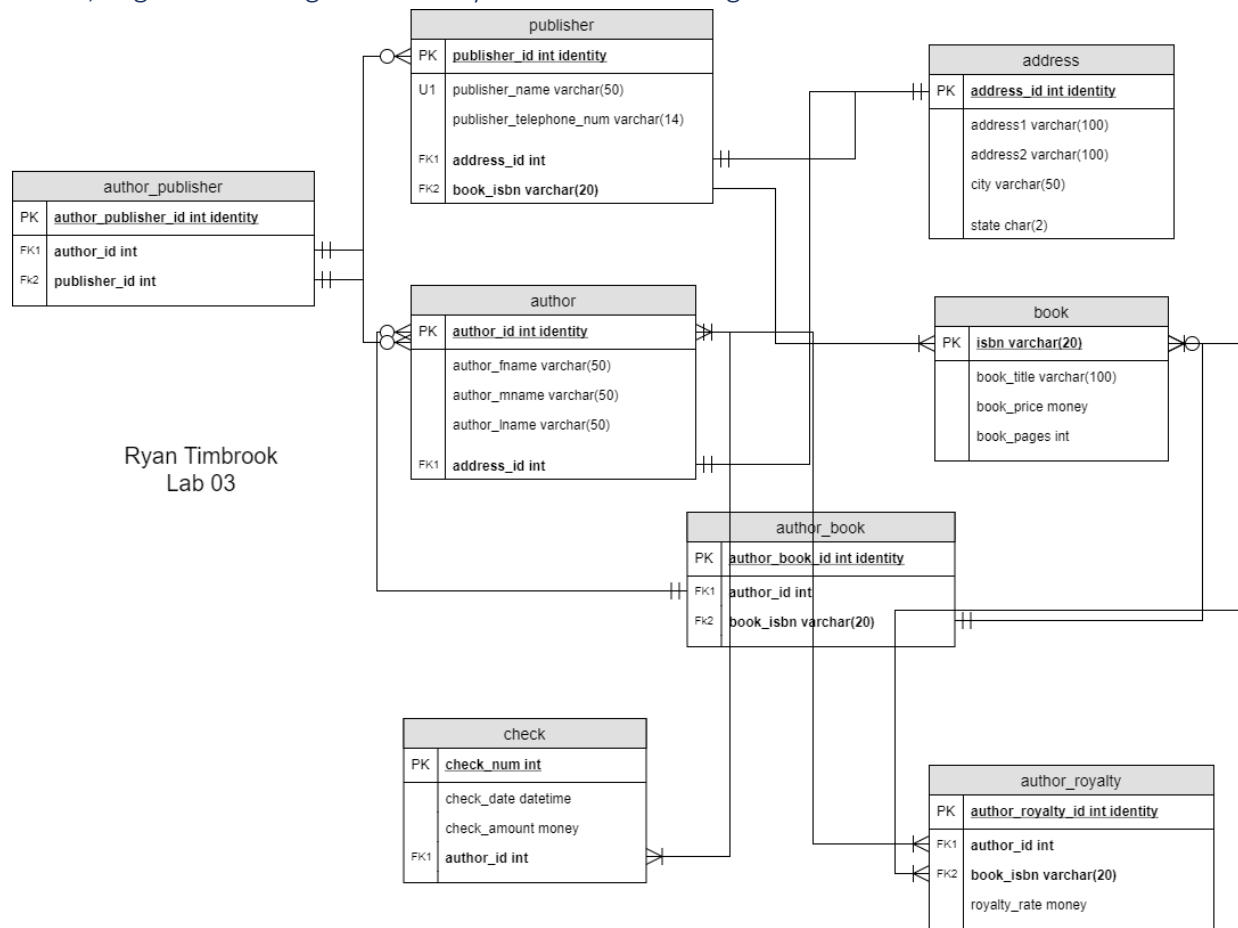 publisher
PK publisher_id int identity
U1 publisher_name varchar(50)
publisher_telephone_num varchar(14)
FK1 address_id int
FK2 book_isbn varchar(20)
address
PK address_id int identity
address1 varchar(100)
address2 varchar(100)
city varchar(50)
state char(2)
author_publisher
PK author_publisher_id int identity
FK1 author_id int
Fk2 publisher_id int
author
PK author_id int identity
author_fname varchar(50)
author_mname varchar(50)
author_lname varchar(50)
FK1 address_id int
book
PK isbn varchar(20)
book_title varchar(100)
book_price money
book_pages int
Ryan Timbrook
Lab 03
author_book
PK author_book_id int identity
FK1 author_id int
Fk2 book_isbn varchar(20)
check
PK check_num int
check_date datetime
check_amount money
FK1 author_id int
author_royalty
PK author_royalty_id int identity
FK1 author_id int
FK2 book_isbn varchar(20)
royalty_rate money